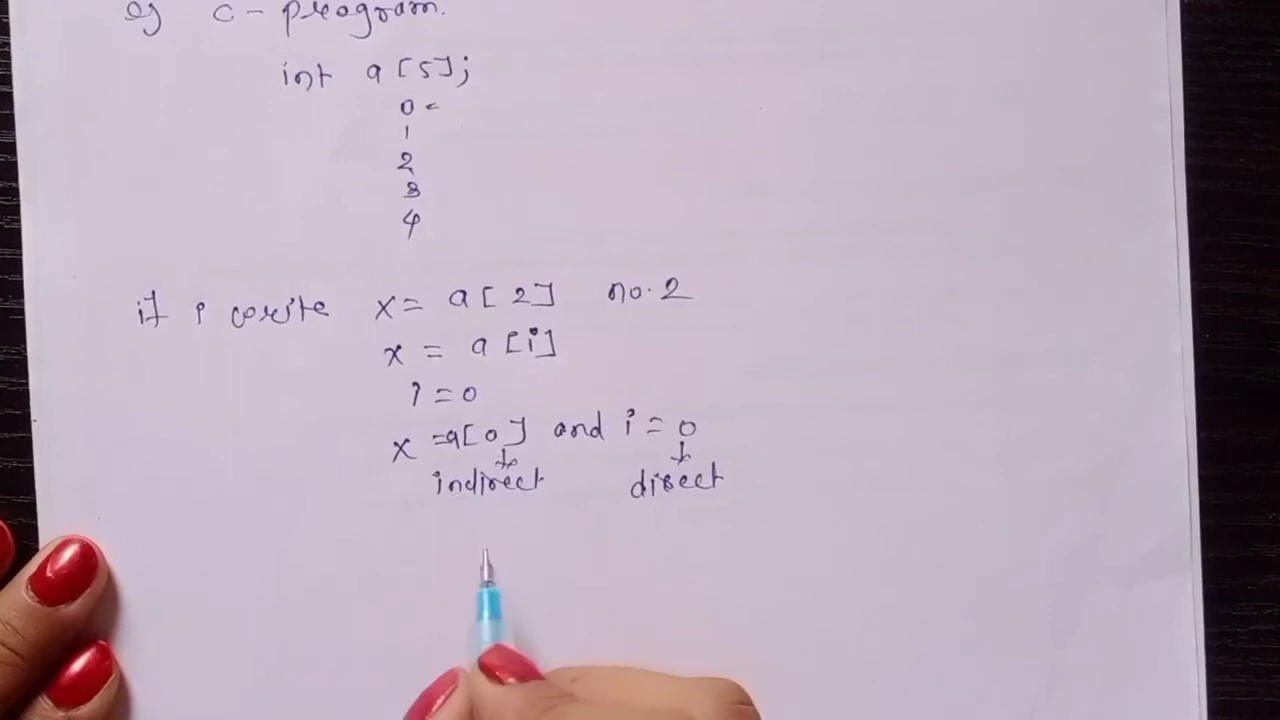 eg c - program.
int a [5];
0 -
1
2
3
4
if i write x = a [ 2 ] no. 2
x = a [i]
i = 0
x = a[0] and i = 0
indirect direct